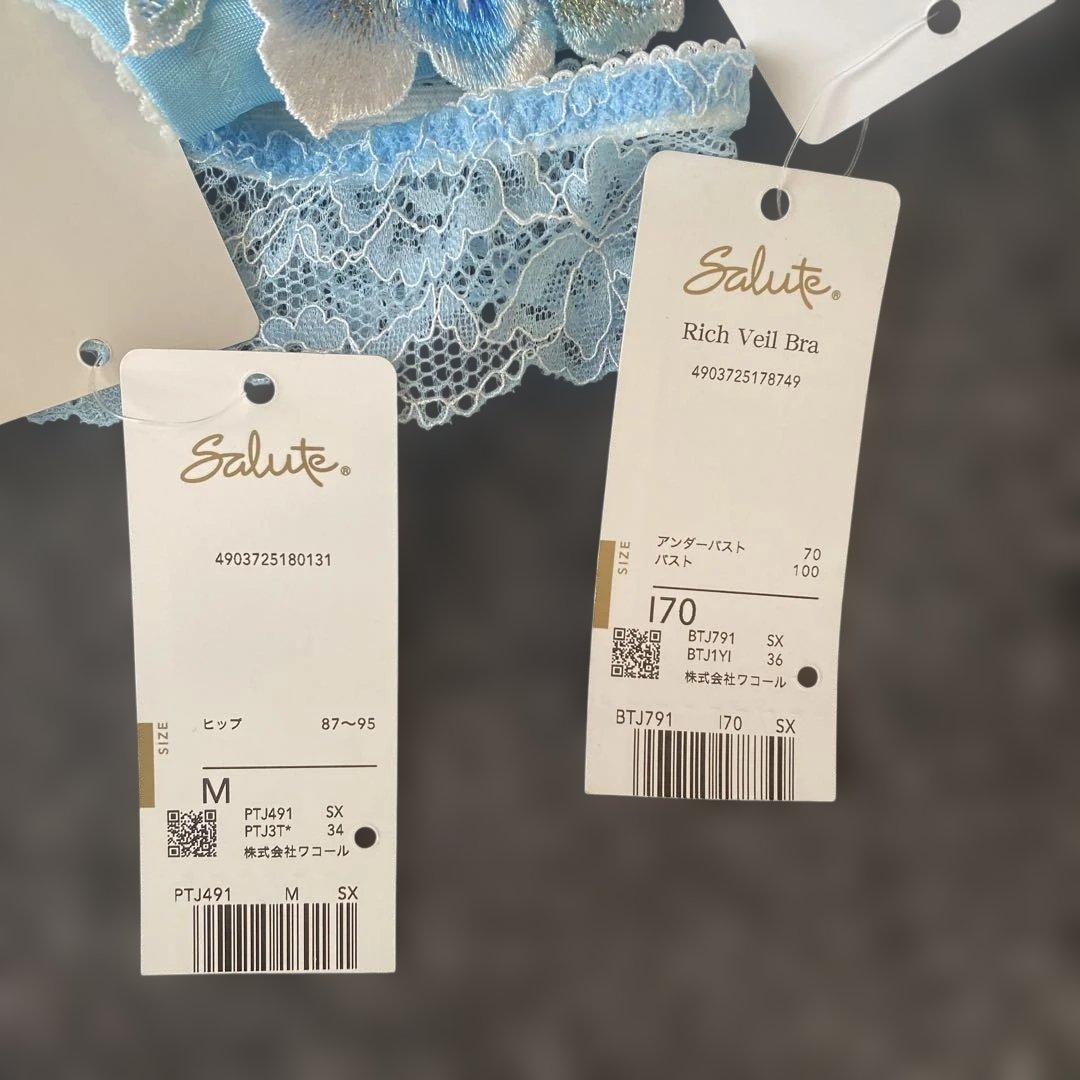 Salute®
4903725180131
SIZE
ヒップ 87〜95
M
PTJ491 SX
PTJ3T* 34
株式会社ワコール
PTJ491 M SX
Salute®
Rich Veil Bra
4903725178749
SIZE
アンダーバスト 70
バスト 100
I70
BTJ791 SX
BTJ1YI 36
株式会社ワコール
BTJ791 I70 SX